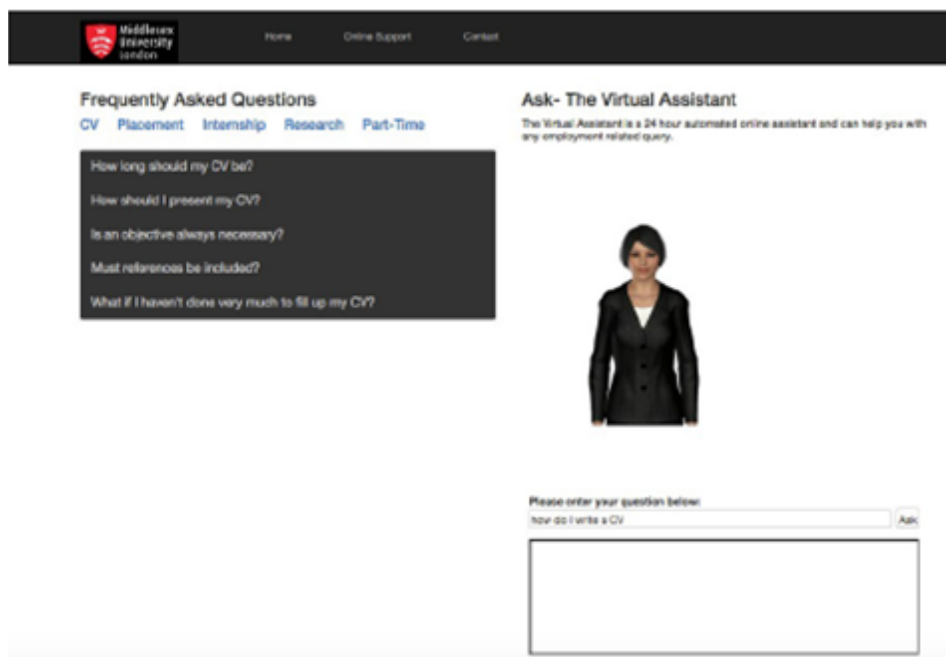 Middlesex
University
London
Home Online Support Contact
Frequently Asked Questions
CV Placement Internship Research Part-Time
How long should my CV be?
How should I present my CV?
Is an objective always necessary?
Must references be included?
What if I haven't done very much to fill up my CV?
Ask- The Virtual Assistant
The Virtual Assistant is a 24 hour automated online assistant and can help you with
any employment related query.
Please enter your question below:
how do I write a CV Ask